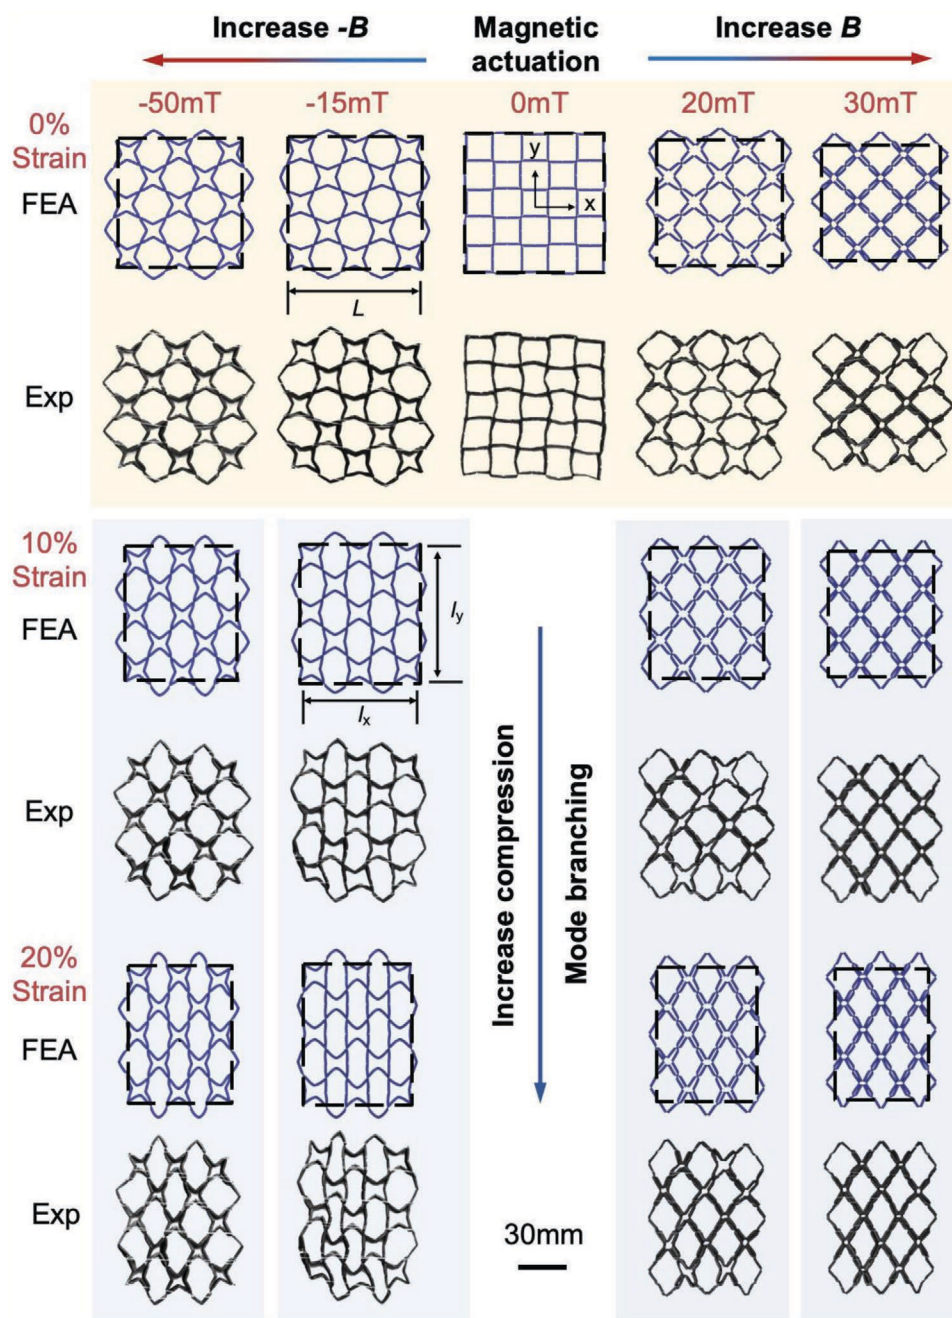 Increase -B
Magnetic
actuation
Increase B
-50mT
-15mT
0mT
20mT
30mT
0%
Strain
FEA
y
x
L
Exp
10%
Strain
FEA
ly
lx
Exp
Increase compression
Mode branching
20%
Strain
FEA
Exp
30mm